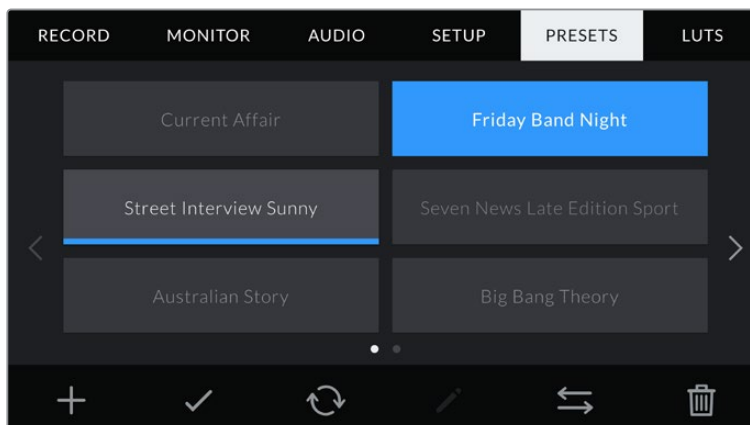 RECORD MONITOR AUDIO SETUP PRESETS LUTS
Current Affair Friday Band Night
Street Interview Sunny Seven News Late Edition Sport
Australian Story Big Bang Theory